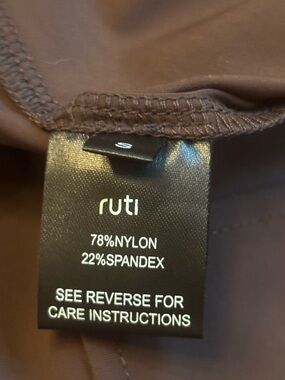 S
ruti
78%NYLON
22%SPANDEX
SEE REVERSE FOR
CARE INSTRUCTIONS